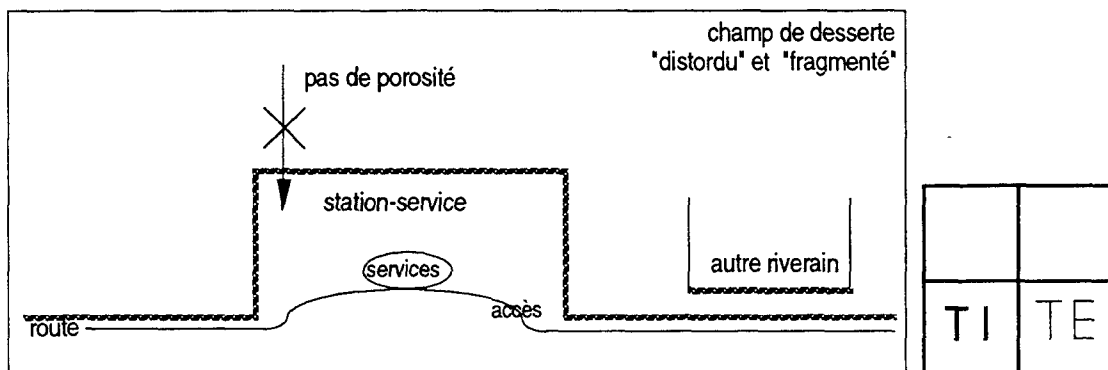 champ de desserte
"distordu" et "fragmenté"
pas de porosité
station-service
services
autre riverain
accès
route
TI TE